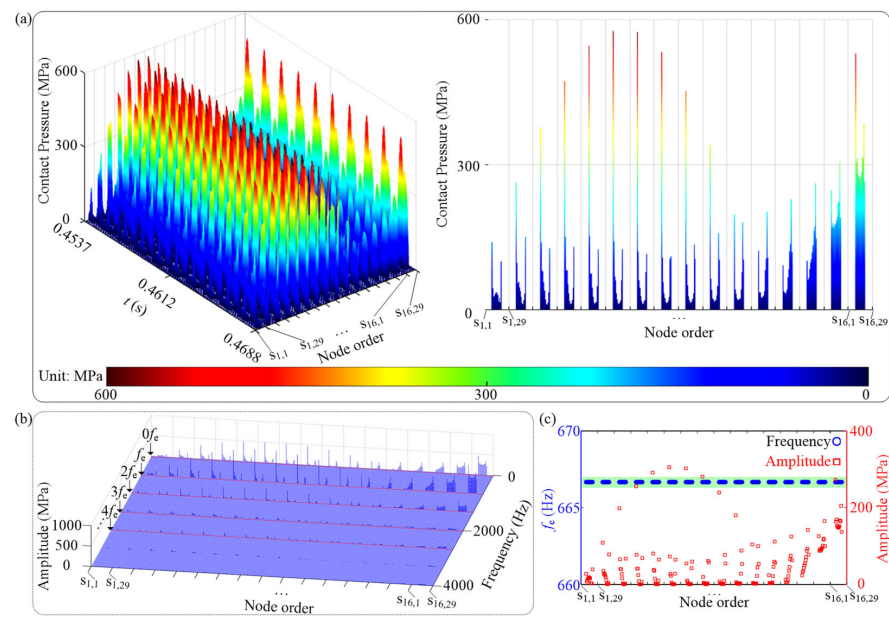 (a)
600
300
0
Contact Pressure (MPa)
0.4537
0.4612
0.4688
t (s)
s1,1
s1,29
...
s16,1
s16,29
Node order
600
300
0
Contact Pressure (MPa)
s1,1
s1,29
...
s16,1
s16,29
Node order
Unit: MPa
600
300
0
(b)
0fe
fe
2fe
3fe
4fe
...
1000
500
0
Amplitude (MPa)
0
2000
4000
Frequency (Hz)
s1,1
s1,29
...
s16,1
s16,29
Node order
(c)
670
665
660
fe (Hz)
Frequency
Amplitude
400
200
0
Amplitude (MPa)
s1,1
s1,29
...
s16,1
s16,29
Node order